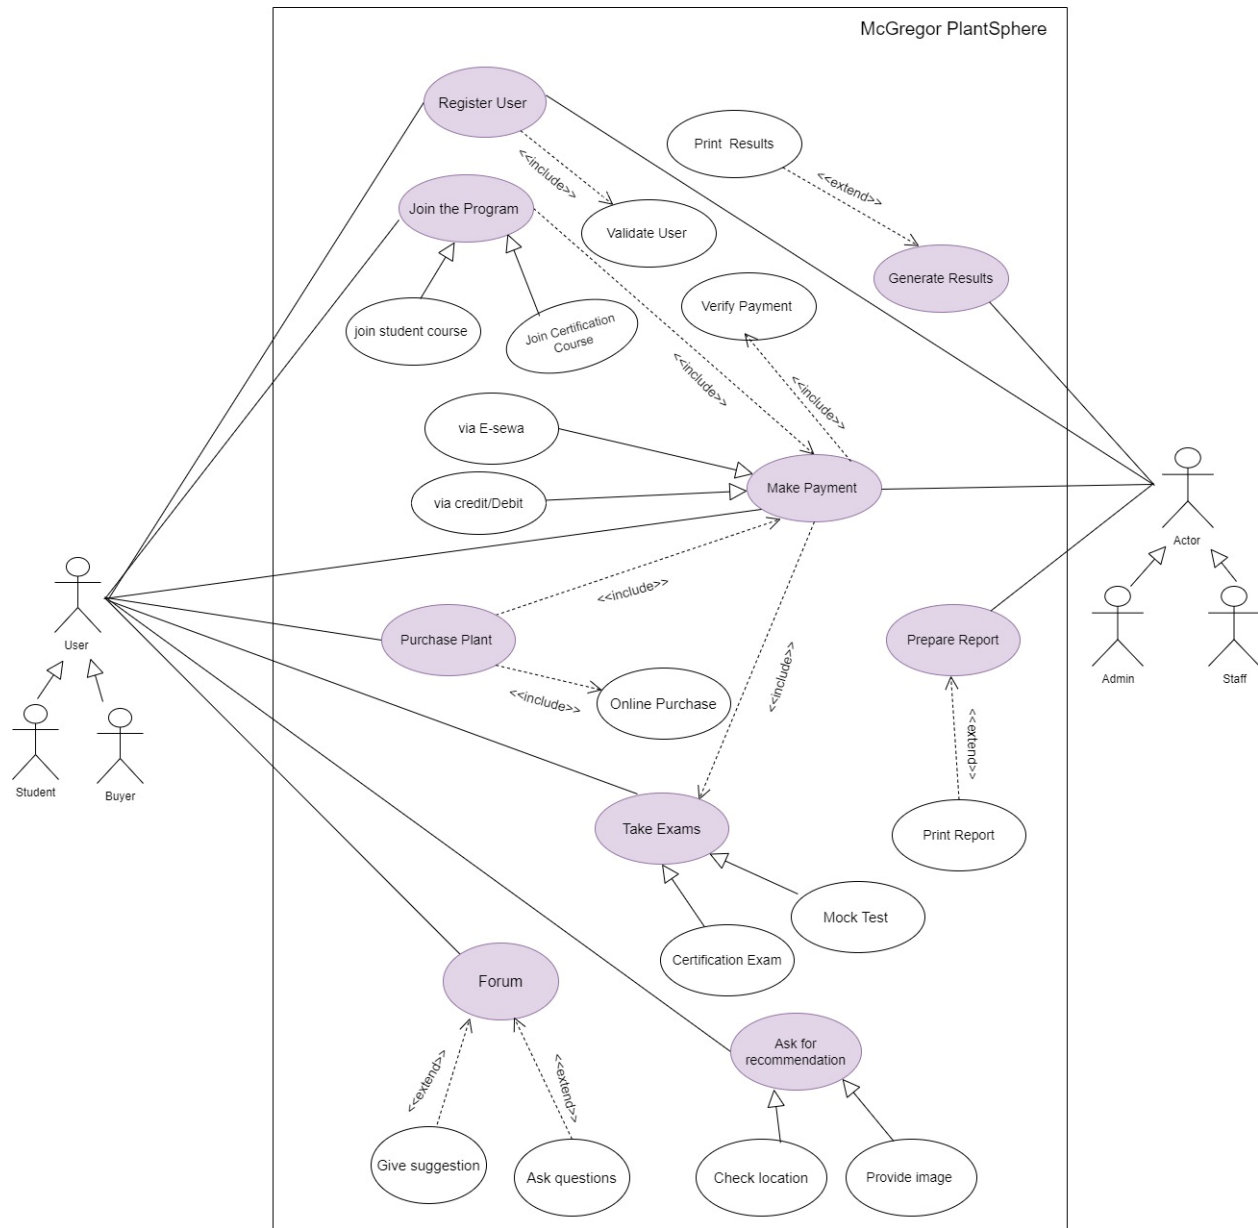 McGregor PlantSphere
Register User
Print  Results
<<include>>
<<extend>>
Join the Program
Validate User
Generate Results
Verify Payment
join student course
Join Certification
Course
<<include>>
<<include>>
via E-sewa
Make Payment
via credit/Debit
Actor
<<include>>
User
Purchase Plant
Prepare Report
<<include>>
Admin
Staff
<<include>>
Online Purchase
<<extend>>
Student
Buyer
Take Exams
Print Report
Mock Test
Certification Exam
Forum
Ask for
recommendation
<<extend>>
<<extend>>
Give suggestion
Ask questions
Check location
Provide image